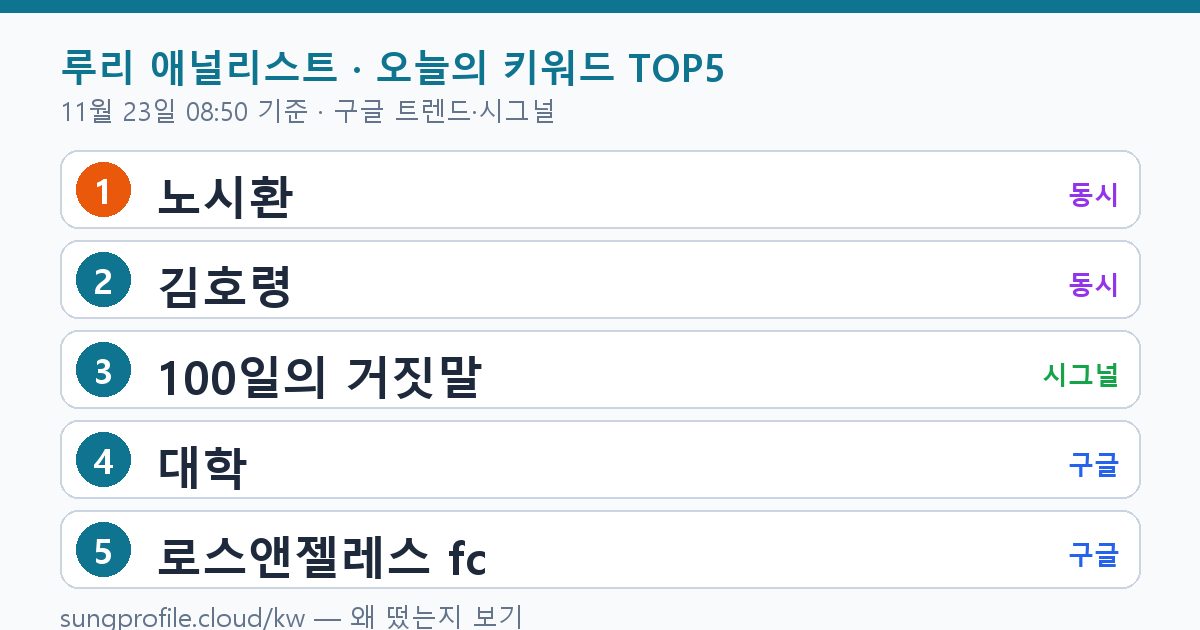 루리 애널리스트 · 오늘의 키워드 TOP5
11월 23일 08:50 기준 · 구글 트렌드·시그널
1 노시환 동시
2 김호령 동시
3 100일의 거짓말 시그널
4 대학 구글
5 로스앤젤레스 fc 구글
sungprofile.cloud/kw — 왜 떴는지 보기